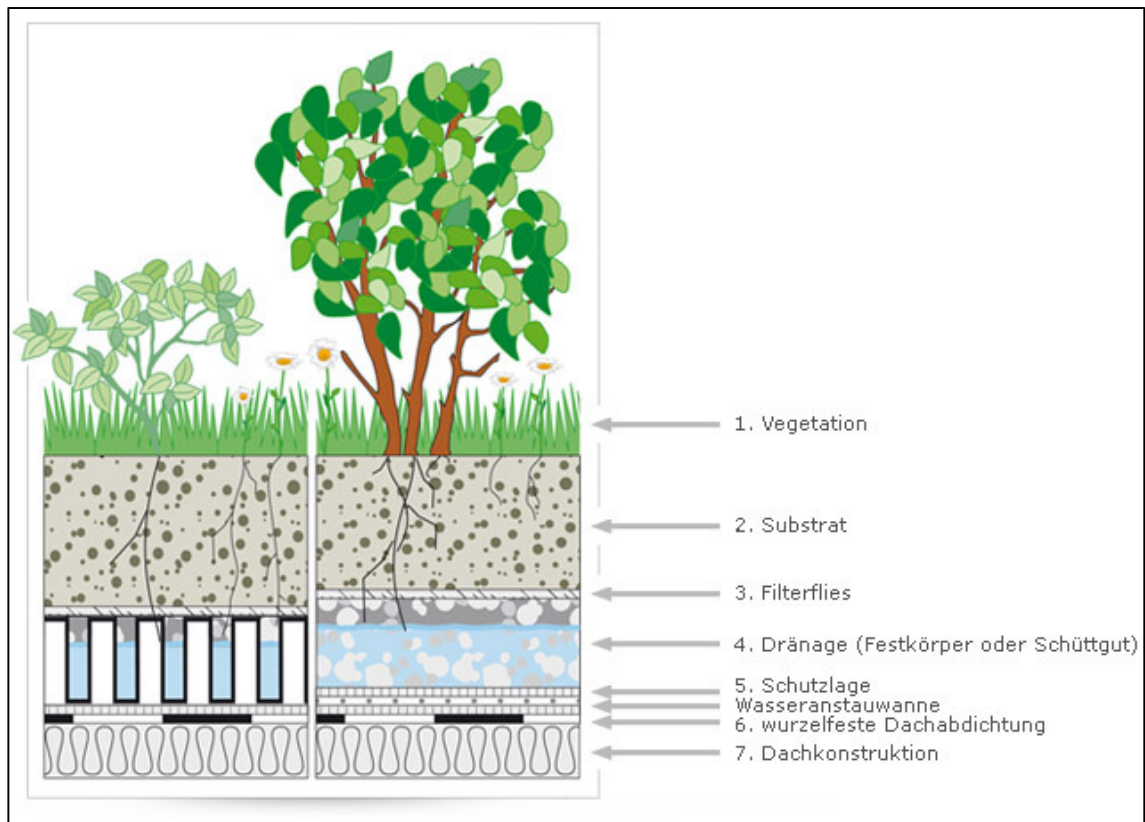 1. Vegetation
2. Substrat
3. Filterflies
4. Dränage (Festkörper oder Schüttgut)
5. Schutzlage
Wasseranstauwanne
6. wurzelfeste Dachabdichtung
7. Dachkonstruktion